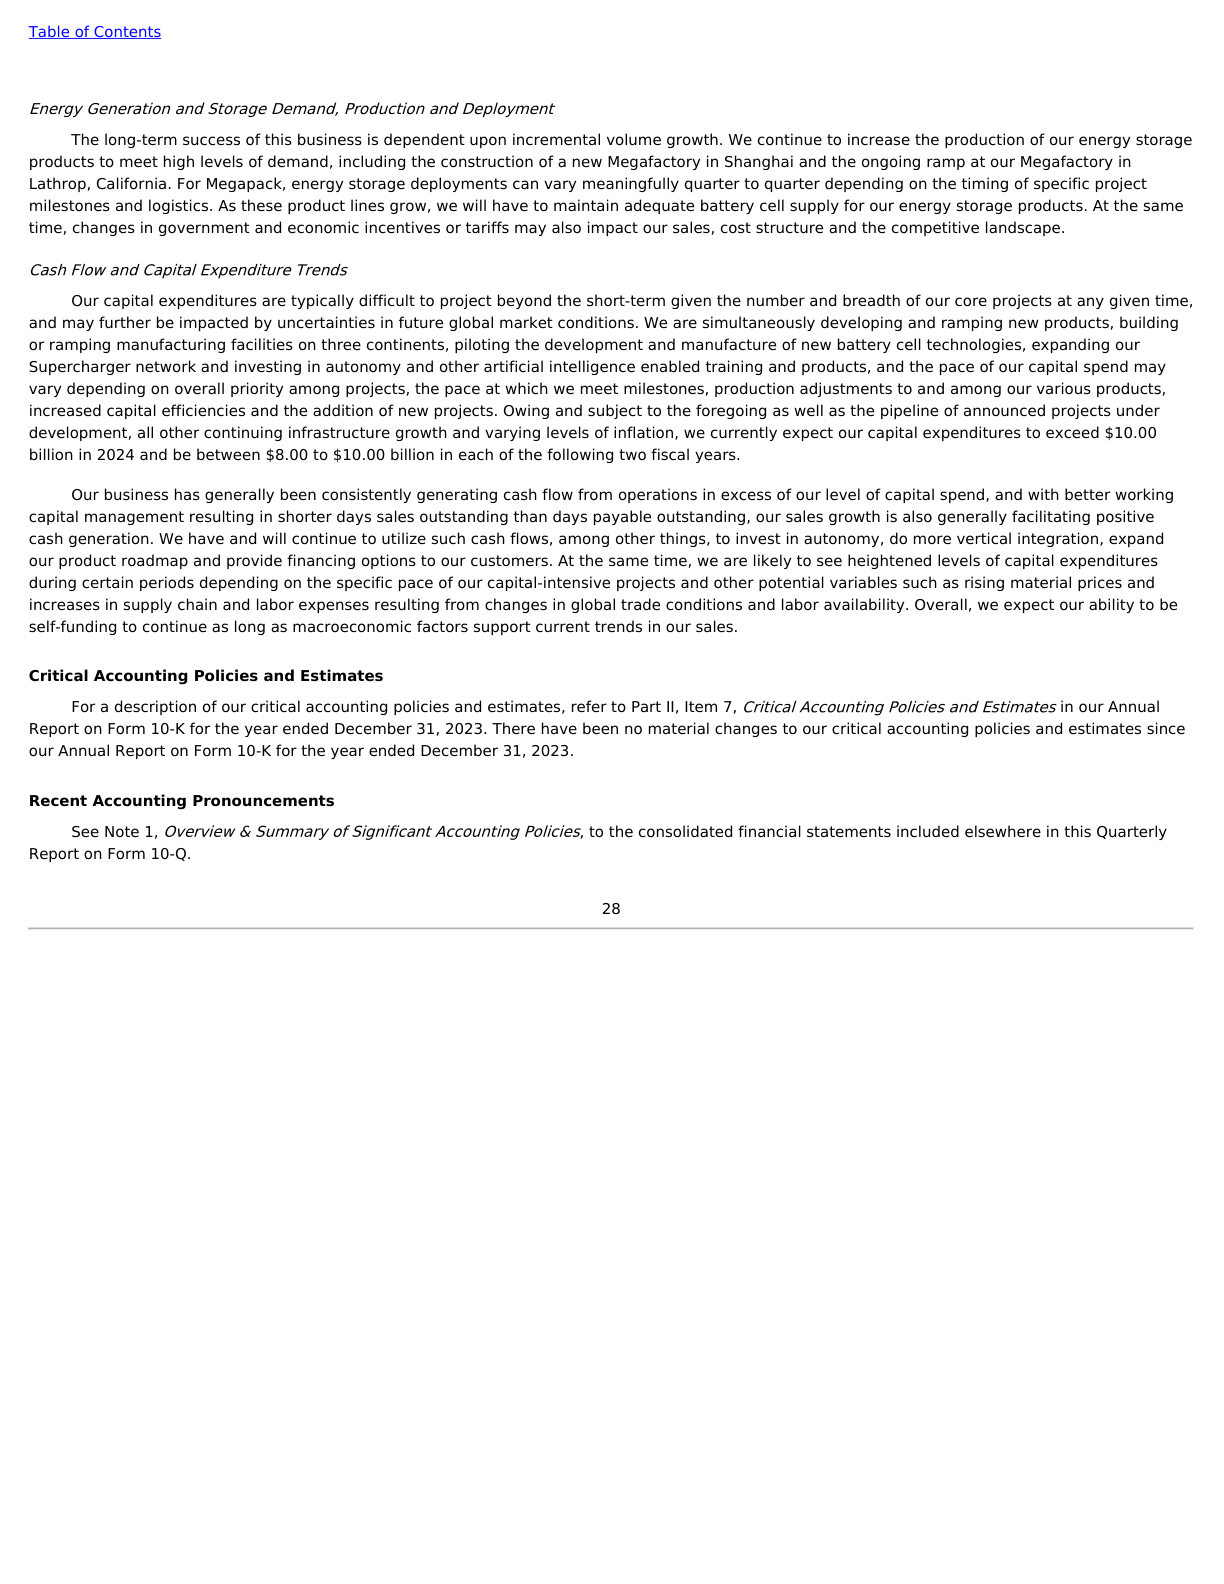 Table of Contents
Energy Generation and Storage Demand, Production and Deployment
The long-term success of this business is dependent upon incremental volume growth. We continue to increase the production of our energy storage
products to meet high levels of demand, including the construction of a new Megafactory in Shanghai and the ongoing ramp at our Megafactory in
Lathrop, California. For Megapack, energy storage deployments can vary meaningfully quarter to quarter depending on the timing of specific project
milestones and logistics. As these product lines grow, we will have to maintain adequate battery cell supply for our energy storage products. At the same
time, changes in government and economic incentives or tariffs may also impact our sales, cost structure and the competitive landscape.
Cash Flow and Capital Expenditure Trends
Our capital expenditures are typically difficult to project beyond the short-term given the number and breadth of our core projects at any given time,
and may further be impacted by uncertainties in future global market conditions. We are simultaneously developing and ramping new products, building
or ramping manufacturing facilities on three continents, piloting the development and manufacture of new battery cell technologies, expanding our
Supercharger network and investing in autonomy and other artificial intelligence enabled training and products, and the pace of our capital spend may
vary depending on overall priority among projects, the pace at which we meet milestones, production adjustments to and among our various products,
increased capital efficiencies and the addition of new projects. Owing and subject to the foregoing as well as the pipeline of announced projects under
development, all other continuing infrastructure growth and varying levels of inflation, we currently expect our capital expenditures to exceed $10.00
billion in 2024 and be between $8.00 to $10.00 billion in each of the following two fiscal years.
Our business has generally been consistently generating cash flow from operations in excess of our level of capital spend, and with better working
capital management resulting in shorter days sales outstanding than days payable outstanding, our sales growth is also generally facilitating positive
cash generation. We have and will continue to utilize such cash flows, among other things, to invest in autonomy, do more vertical integration, expand
our product roadmap and provide financing options to our customers. At the same time, we are likely to see heightened levels of capital expenditures
during certain periods depending on the specific pace of our capital-intensive projects and other potential variables such as rising material prices and
increases in supply chain and labor expenses resulting from changes in global trade conditions and labor availability. Overall, we expect our ability to be
self-funding to continue as long as macroeconomic factors support current trends in our sales.
Critical Accounting Policies and Estimates
For a description of our critical accounting policies and estimates, refer to Part II, Item 7, Critical Accounting Policies and Estimates in our Annual
Report on Form 10-K for the year ended December 31, 2023. There have been no material changes to our critical accounting policies and estimates since
our Annual Report on Form 10-K for the year ended December 31, 2023.
Recent Accounting Pronouncements
See Note 1, Overview & Summary of Significant Accounting Policies, to the consolidated financial statements included elsewhere in this Quarterly
Report on Form 10-Q.
28